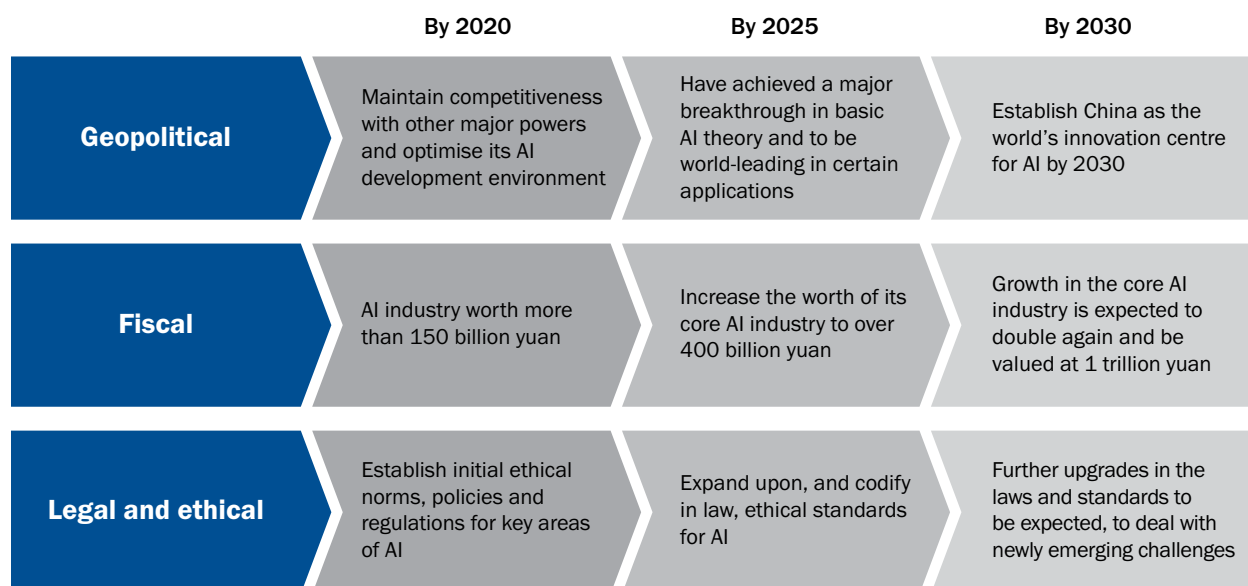 By 2020
By 2025
By 2030
Geopolitical
Maintain competitiveness
with other major powers
and optimise its AI
development environment
Have achieved a major
breakthrough in basic
AI theory and to be
world-leading in certain
applications
Establish China as the
world’s innovation centre
for AI by 2030
Fiscal
AI industry worth more
than 150 billion yuan
Increase the worth of its
core AI industry to over
400 billion yuan
Growth in the core AI
industry is expected to
double again and be
valued at 1 trillion yuan
Legal and ethical
Establish initial ethical
norms, policies and
regulations for key areas
of AI
Expand upon, and codify
in law, ethical standards
for AI
Further upgrades in the
laws and standards to
be expected, to deal with
newly emerging challenges